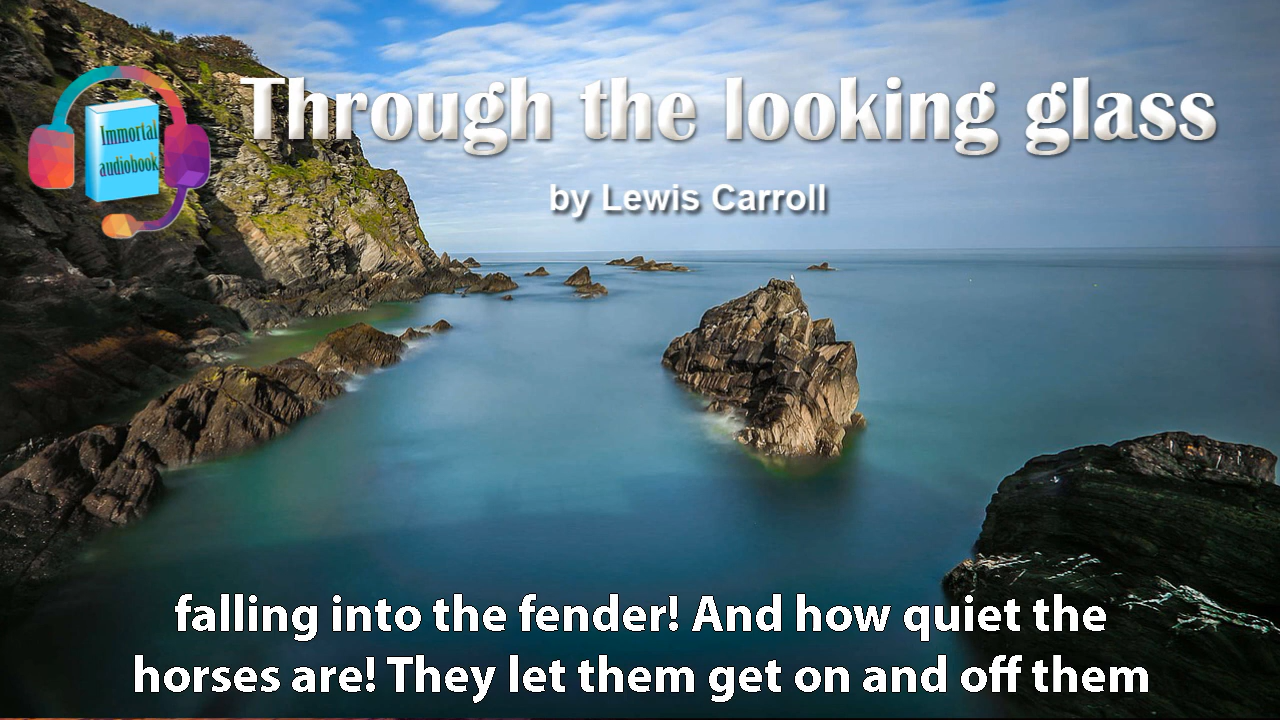 Immortal
audiobook
Through the looking glass
by Lewis Carroll
falling into the fender! And how quiet the
horses are! They let them get on and off them